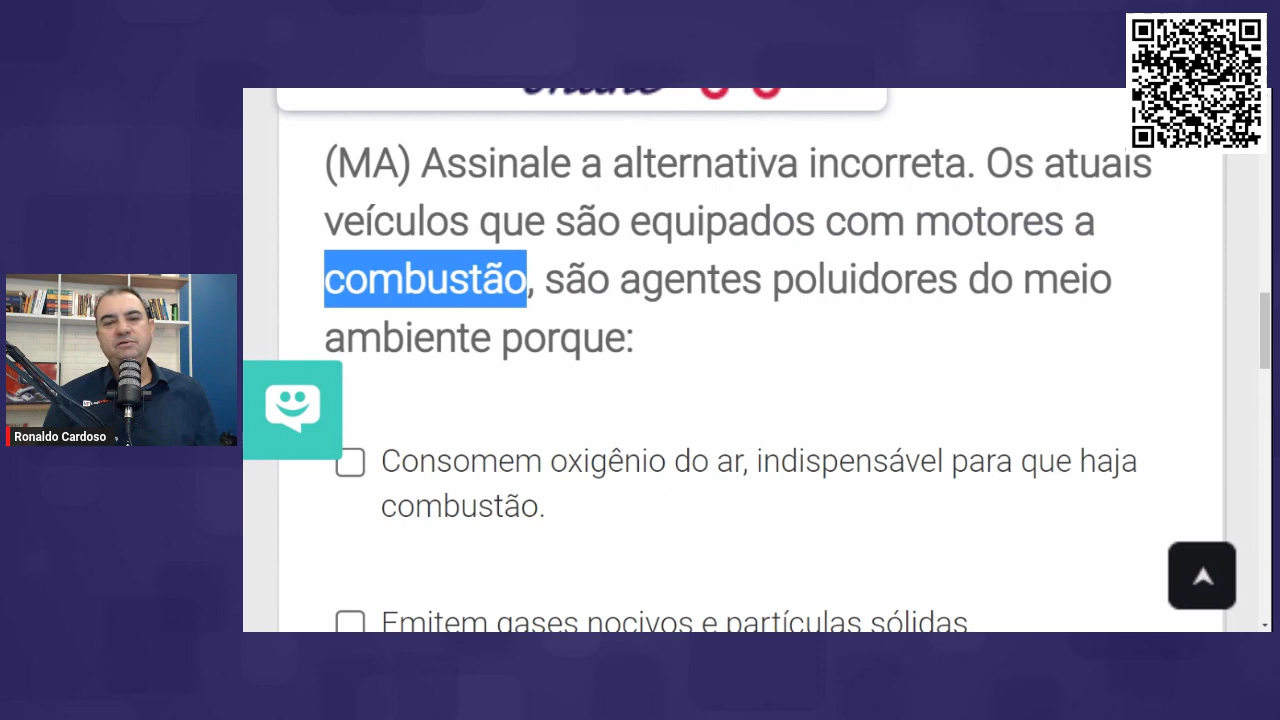 (MA) Assinale a alternativa incorreta. Os atuais
veículos que são equipados com motores a
combustão, são agentes poluidores do meio
ambiente porque:
Ronaldo Cardoso
Consomem oxigênio do ar, indispensável para que haja
combustão.
Emitem gases nocivos e partículas sólidas